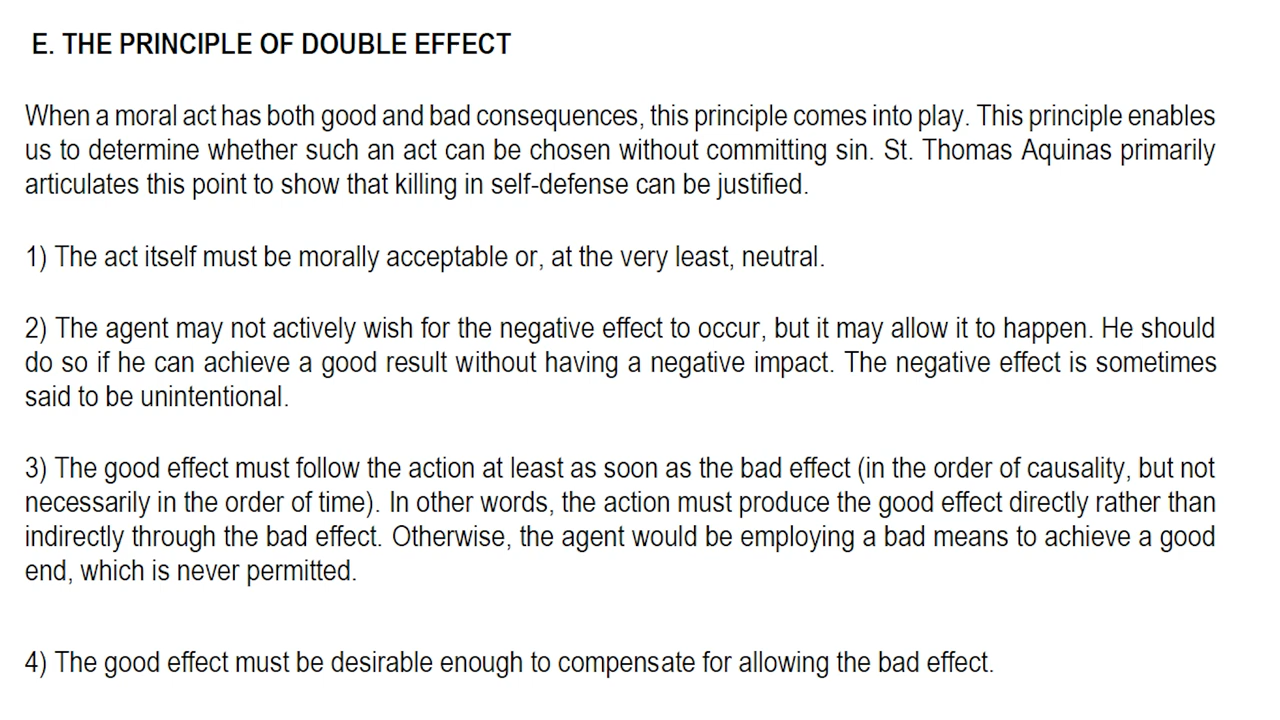 E. THE PRINCIPLE OF DOUBLE EFFECT
When a moral act has both good and bad consequences, this principle comes into play. This principle enables
us to determine whether such an act can be chosen without committing sin. St. Thomas Aquinas primarily
articulates this point to show that killing in self-defense can be justified.
1) The act itself must be morally acceptable or, at the very least, neutral.
2) The agent may not actively wish for the negative effect to occur, but it may allow it to happen. He should
do so if he can achieve a good result without having a negative impact. The negative effect is sometimes
said to be unintentional.
3) The good effect must follow the action at least as soon as the bad effect (in the order of causality, but not
necessarily in the order of time). In other words, the action must produce the good effect directly rather than
indirectly through the bad effect. Otherwise, the agent would be employing a bad means to achieve a good
end, which is never permitted.
4) The good effect must be desirable enough to compensate for allowing the bad effect.